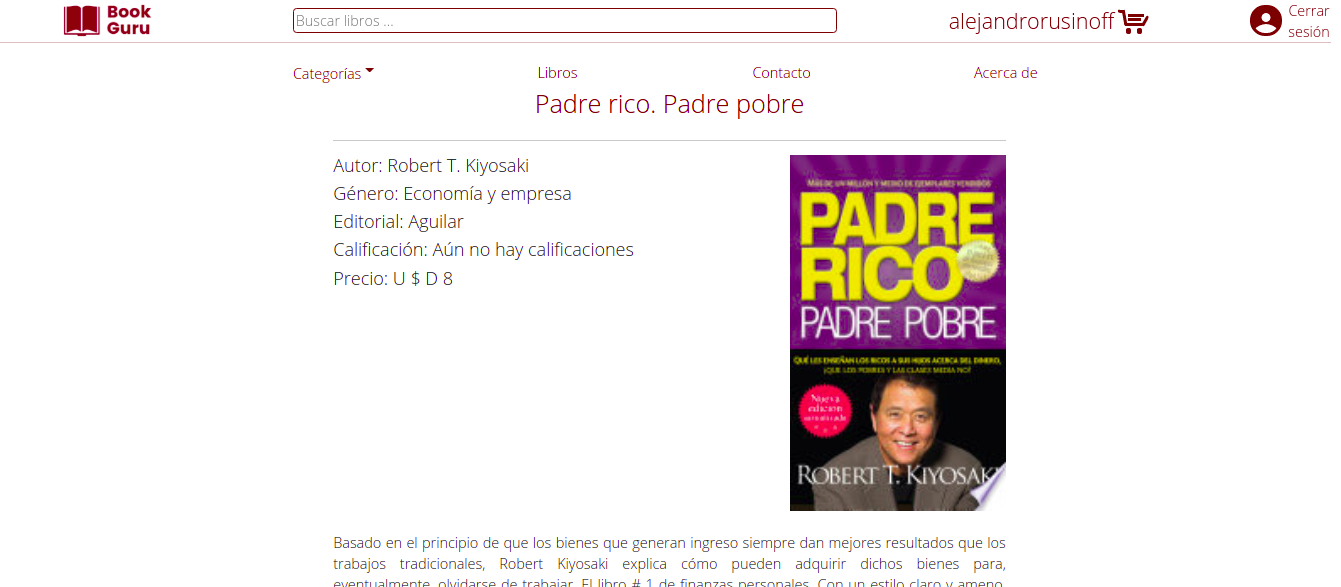 Book
Guru
Buscar libros ...
alejandrorusinoff
Cerrar
sesión
Categorías
Libros
Contacto
Acerca de
Padre rico. Padre pobre
Autor: Robert T. Kiyosaki
Género: Economía y empresa
Editorial: Aguilar
Calificación: Aún no hay calificaciones
Precio: U $ D 8
MÁS DE UN MILLÓN Y MEDIO DE EJEMPLARES VENDIDOS
PADRE
RICO
PADRE POBRE
QUÉ LES ENSEÑAN LOS RICOS A SUS HIJOS ACERCA DEL DINERO,
¡QUE LOS POBRES Y LAS CLASES MEDIA NO!
Nueva
edición
ROBERT T. KIYOSAKI
Basado en el principio de que los bienes que generan ingreso siempre dan mejores resultados que los
trabajos tradicionales, Robert Kiyosaki explica cómo pueden adquirir dichos bienes para,
eventualmente, olvidarse de trabajar. El libro # 1 de finanzas personales. Con un estilo claro y ameno,